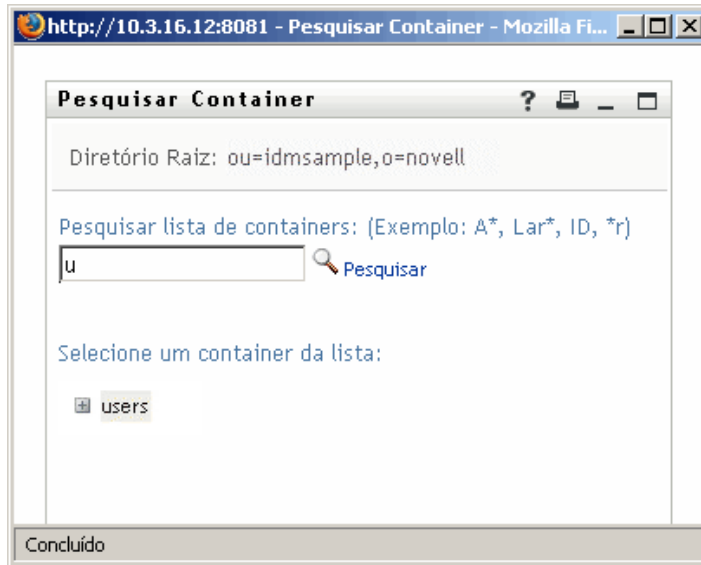 http://10.3.16.12:8081 - Pesquisar Container - Mozilla Fi...
Pesquisar Container
Diretório Raiz: ou=idmsample,o=novell
Pesquisar lista de containers: (Exemplo: A*, Lar*, ID, *r)
u
Pesquisar
Selecione um container da lista:
users
Concluído